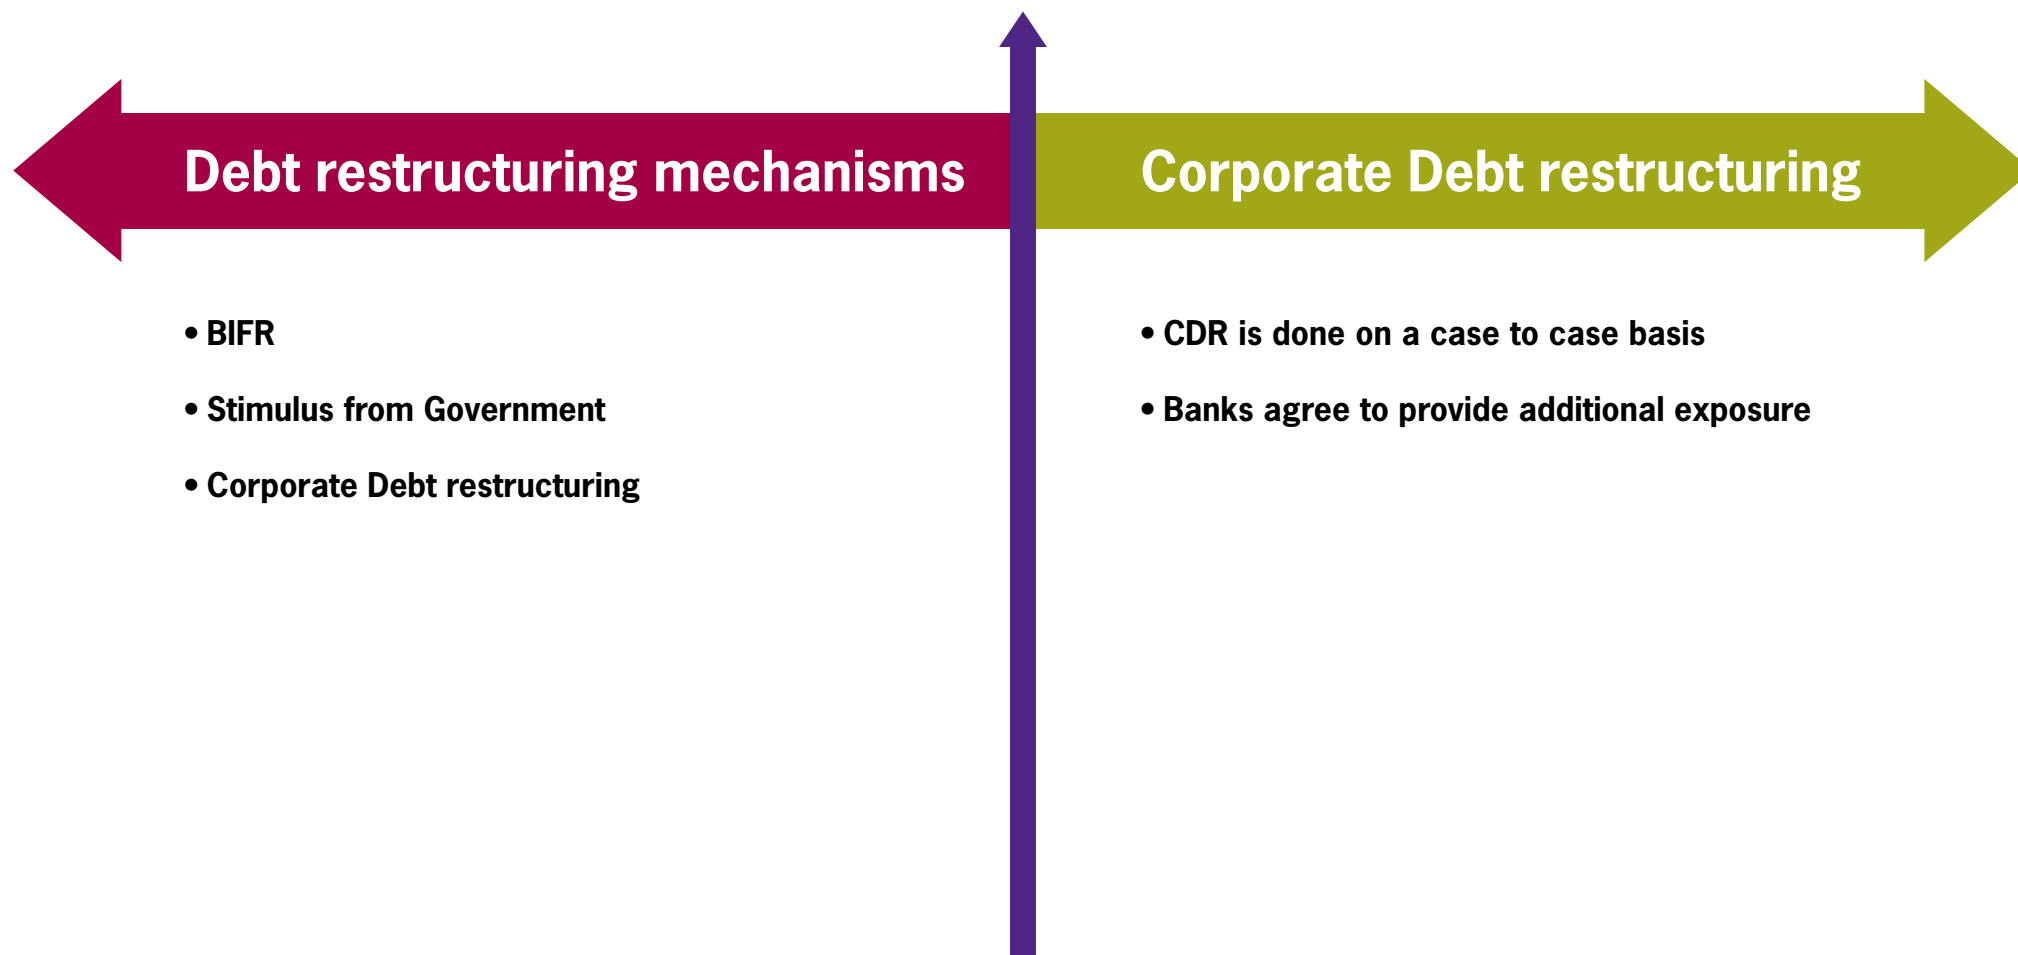 Debt restructuring mechanisms
• BIFR
• Stimulus from Government
• Corporate Debt restructuring
Corporate Debt restructuring
• CDR is done on a case to case basis
• Banks agree to provide additional exposure